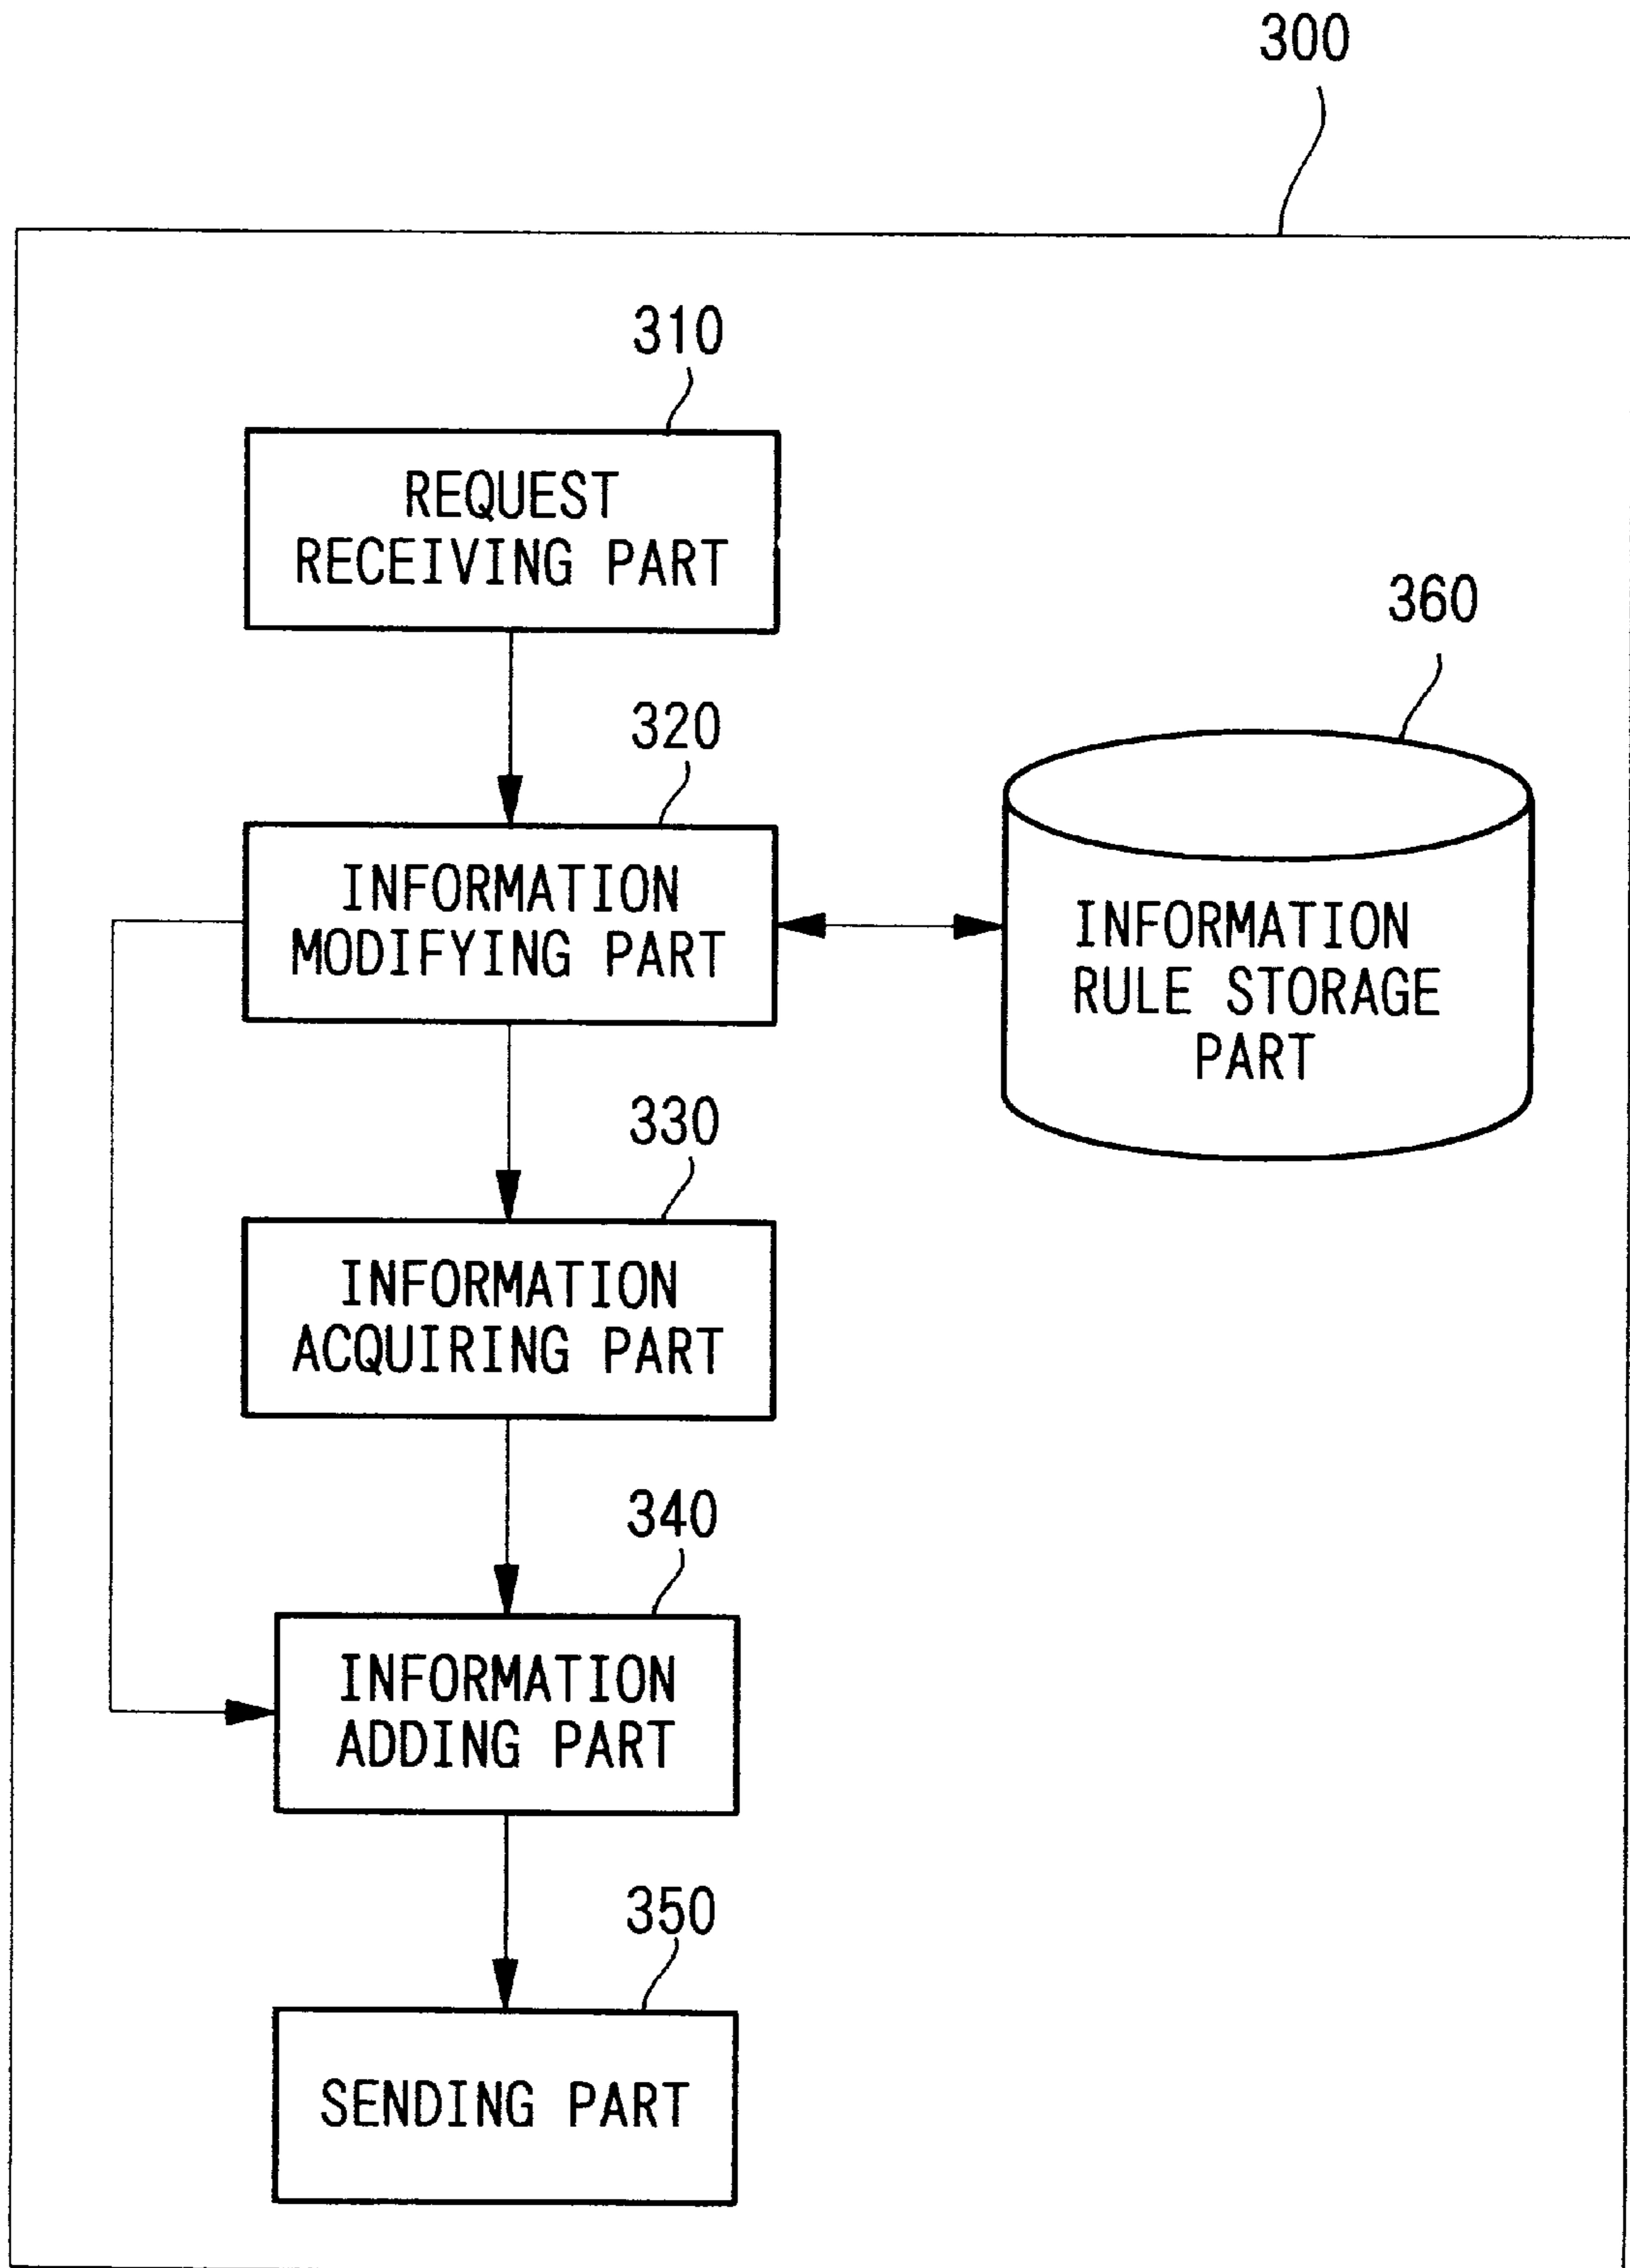 300
310
REQUEST
RECEIVING PART
360
320
INFORMATION
MODIFYING PART
INFORMATION
RULE STORAGE
PART
330
INFORMATION
ACQUIRING PART
340
INFORMATION
ADDING PART
350
SENDING PART